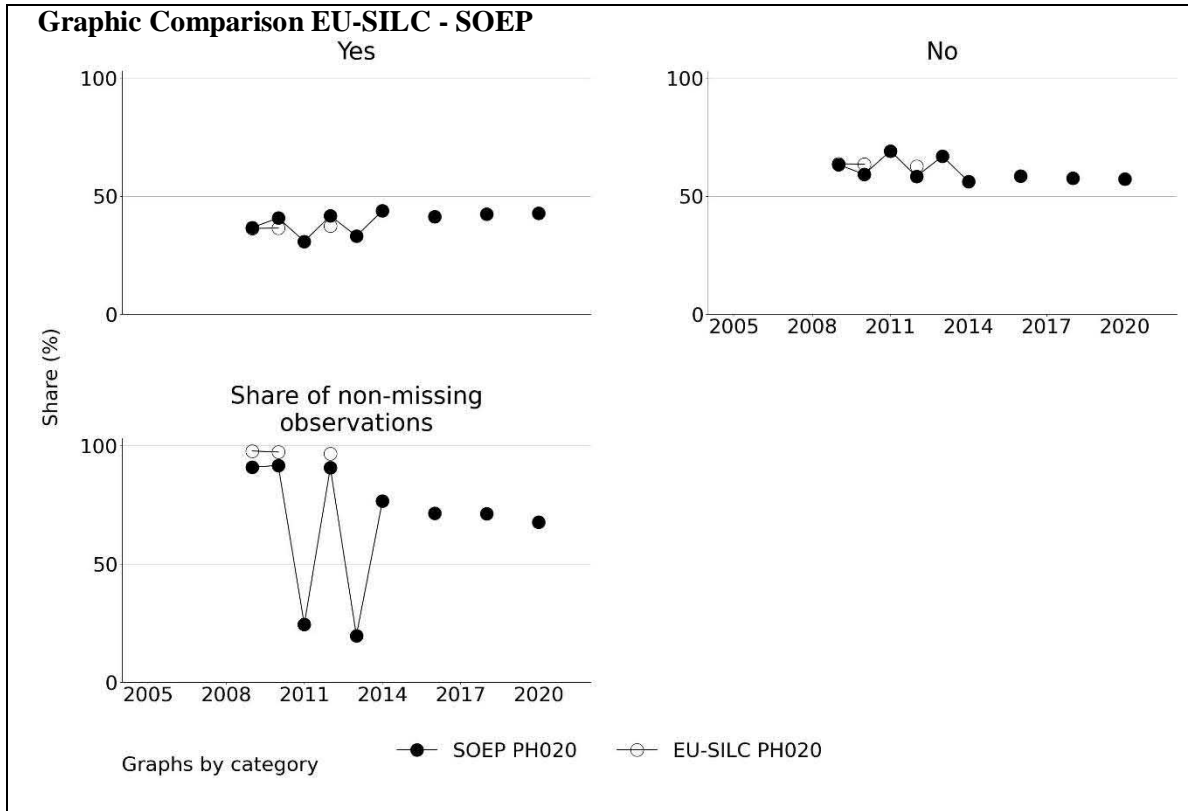 Graphic Comparison EU-SILC - SOEP
Yes
No
100
50
0
100
50
0
2005 2008 2011 2014 2017 2020
Share (%)
Share of non-missing
observations
100
50
0
2005 2008 2011 2014 2017 2020
SOEP PH020
EU-SILC PH020
Graphs by category